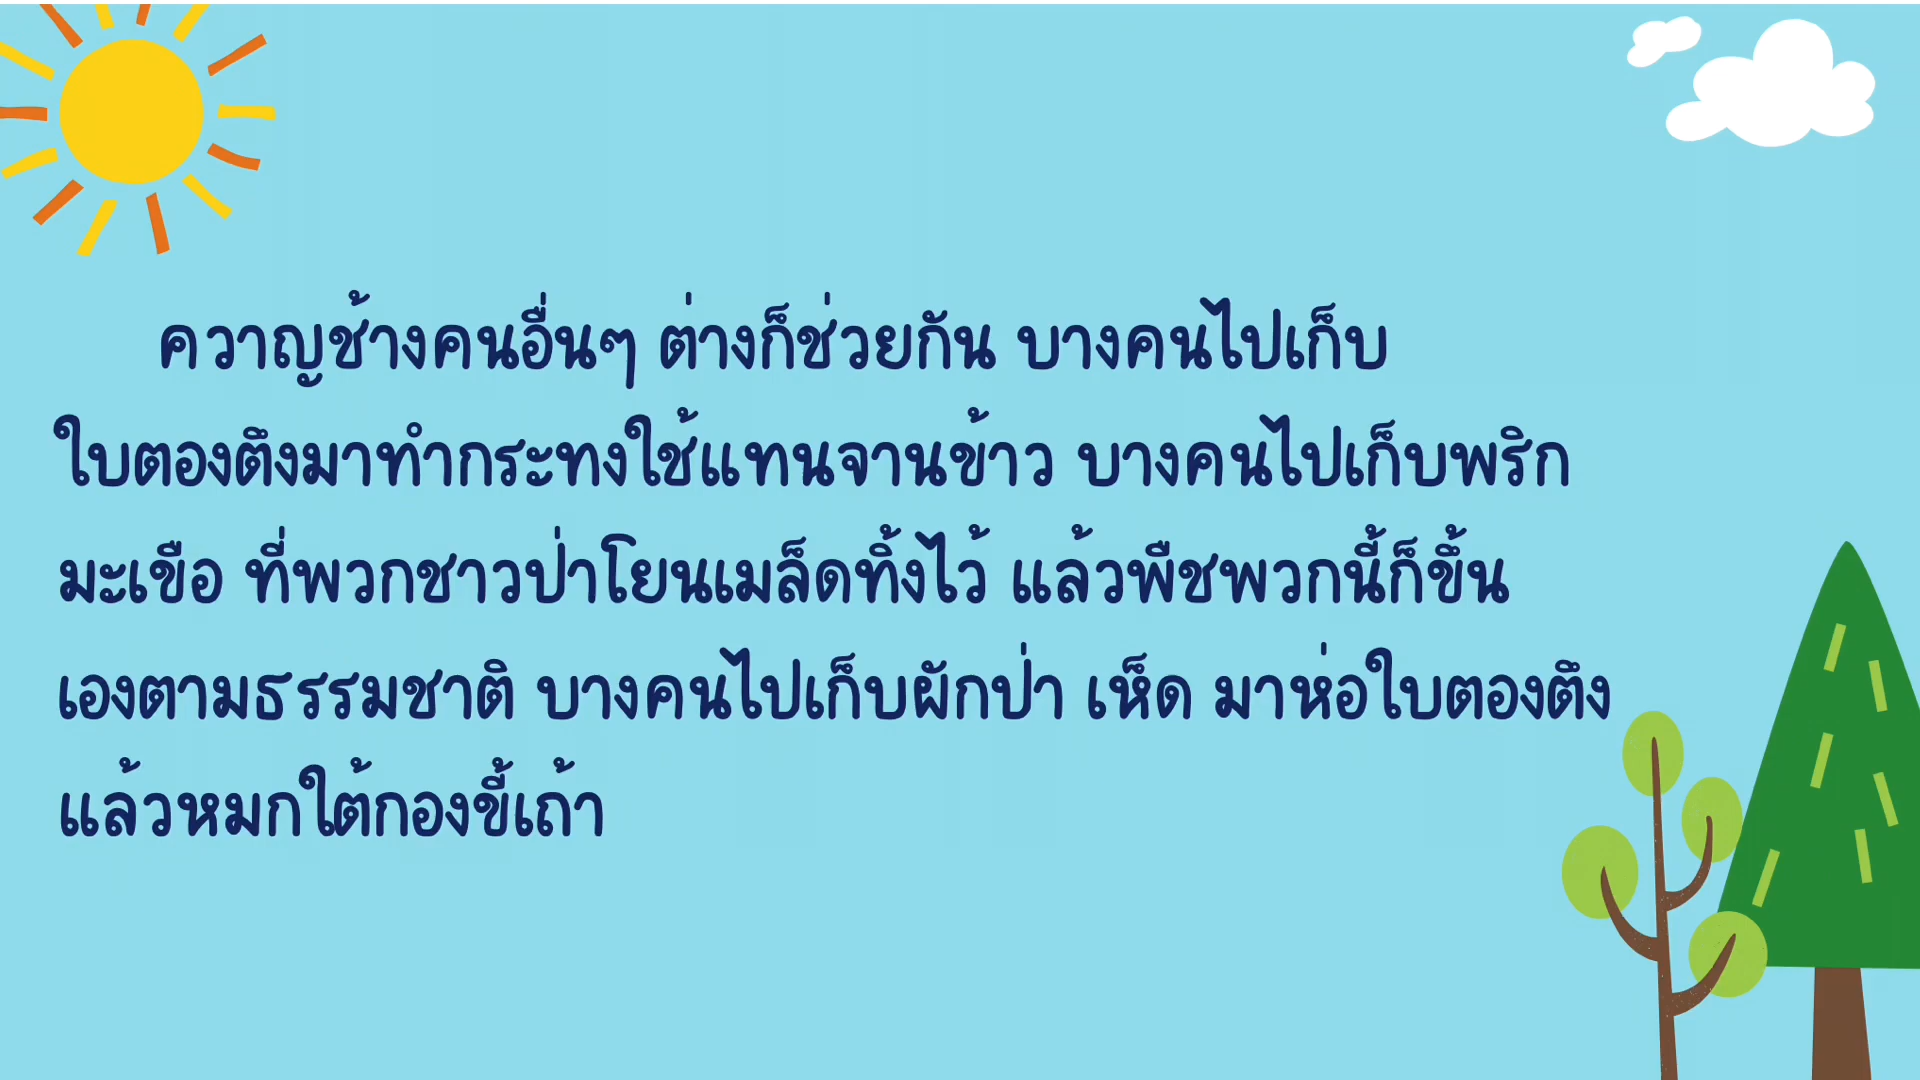 ควาญช้างคนอื่นๆ ต่างก็ช่วยกัน บางคนไปเก็บ
ใบตองตึงมาทำกระทงใช้แทนจานข้าว บางคนไปเก็บพริก
มะเขือ ที่พวกชาวป่าโยนเมล็ดทิ้งไว้ แล้วพืชพวกนี้ก็ขึ้น
เองตามธรรมชาติ บางคนไปเก็บผักป่า เห็ด มาห่อใบตองตึง
แล้วหมกใต้กองขี้เถ้า